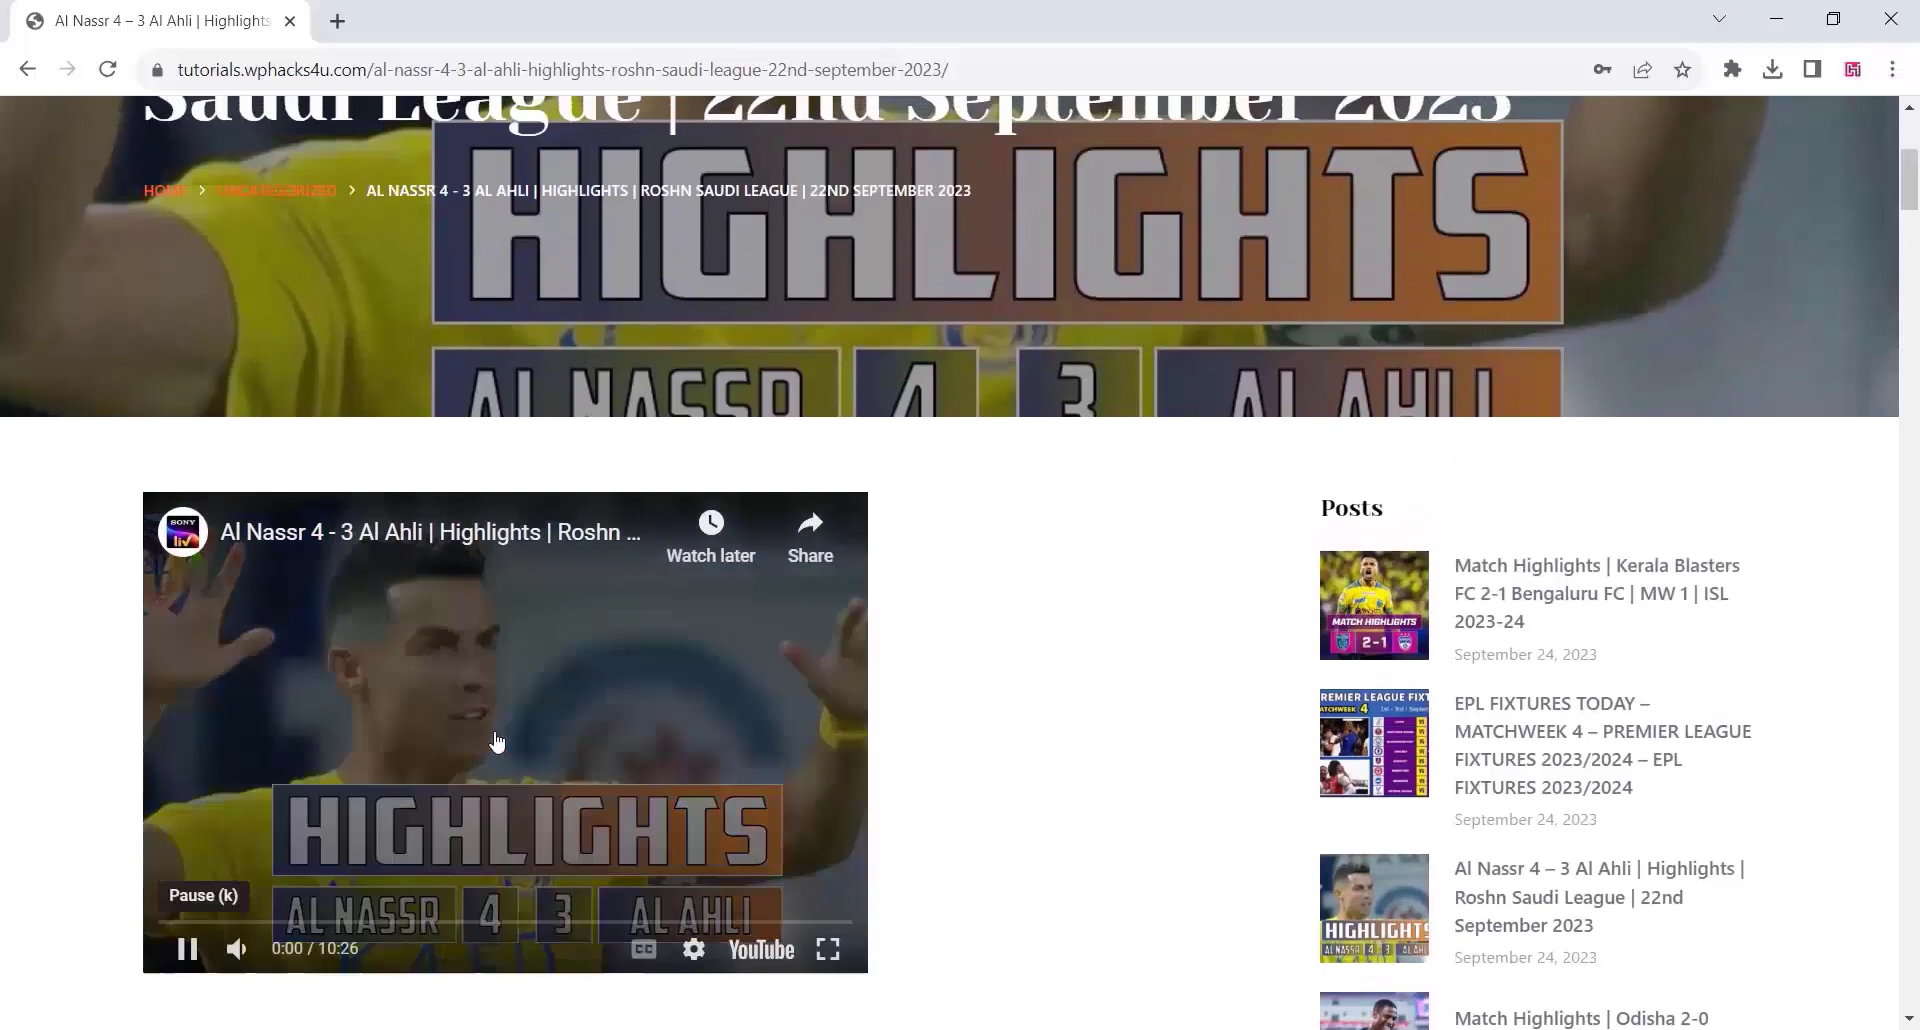 Al Nassr 4 – 3 Al Ahli | Highlights
tutorials.wphacks4u.com/al-nassr-4-3-al-ahli-highlights-roshn-saudi-league-22nd-september-2023/
Saudi League | 22nd September 2023
HOME > UNCATEGORIZED > AL NASSR 4 - 3 AL AHLI | HIGHLIGHTS | ROSHN SAUDI LEAGUE | 22ND SEPTEMBER 2023
HIGHLIGHTS
AL NASSR 4 3 AL AHLI
SONY
liv
Al Nassr 4 - 3 Al Ahli | Highlights | Roshn ...
Watch later
Share
HIGHLIGHTS
AL NASSR 4 3 AL AHLI
Pause (k)
0:00 / 10:26
CC
YouTube
Posts
MATCH HIGHLIGHTS
2-1
Match Highlights | Kerala Blasters
FC 2-1 Bengaluru FC | MW 1 | ISL
2023-24
September 24, 2023
REMIER LEAGUE FIXT
ATCHWEEK 4
EPL FIXTURES TODAY –
MATCHWEEK 4 – PREMIER LEAGUE
FIXTURES 2023/2024 – EPL
FIXTURES 2023/2024
September 24, 2023
HIGHLIGHTS
AL NASSR 4 3 AL AHLI
Al Nassr 4 – 3 Al Ahli | Highlights |
Roshn Saudi League | 22nd
September 2023
September 24, 2023
Match Highlights | Odisha 2-0